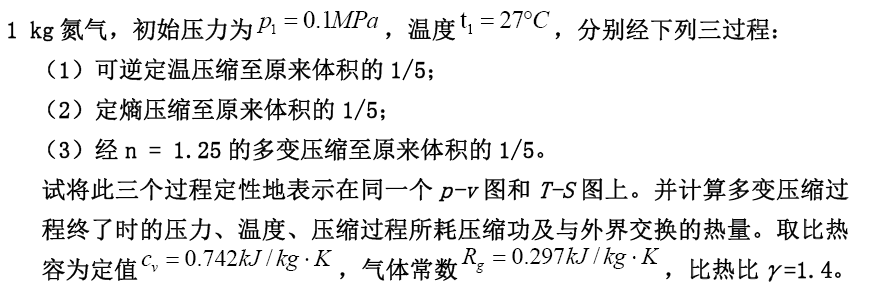 1 kg 氮气，初始压力为 p₁ = 0.1MPa ，温度 t₁ = 27°C ，分别经下列三过程：
（1）可逆定温压缩至原来体积的 1/5；
（2）定熵压缩至原来体积的 1/5；
（3）经 n = 1.25 的多变压缩至原来体积的 1/5。
试将此三个过程定性地表示在同一个 p-v 图和 T-S 图上。并计算多变压缩过
程终了时的压力、温度、压缩过程所耗压缩功及与外界交换的热量。取比热
容为定值 cᵥ = 0.742kJ / kg · K ，气体常数 R_g = 0.297kJ / kg · K ，比热比 γ=1.4。